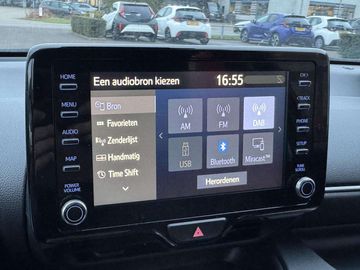 HOME
MENU
AUDIO
MAP
POWER
VOLUME
Een audiobron kiezen
16:55
Bron
Favorieten
Zenderlijst
Handmatig
Time Shift
AM
FM
DAB
USB
Bluetooth
Miracast™
Herordenen
TRACK
PHONE
SETUP
TUNE
SCROLL